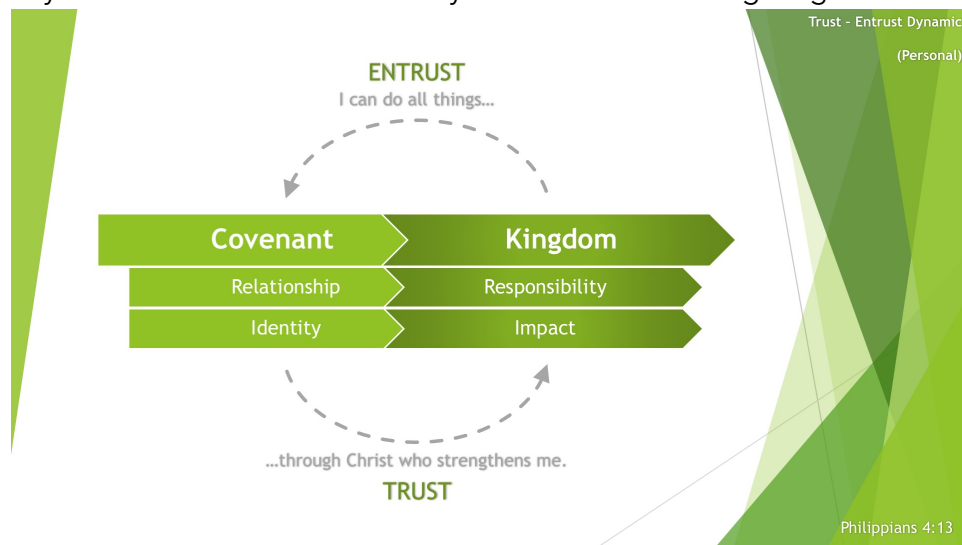 Trust - Entrust Dynamic
(Personal)
ENTRUST
I can do all things…
Covenant Kingdom
Relationship Responsibility
Identity Impact
…through Christ who strengthens me.
TRUST
Philippians 4:13